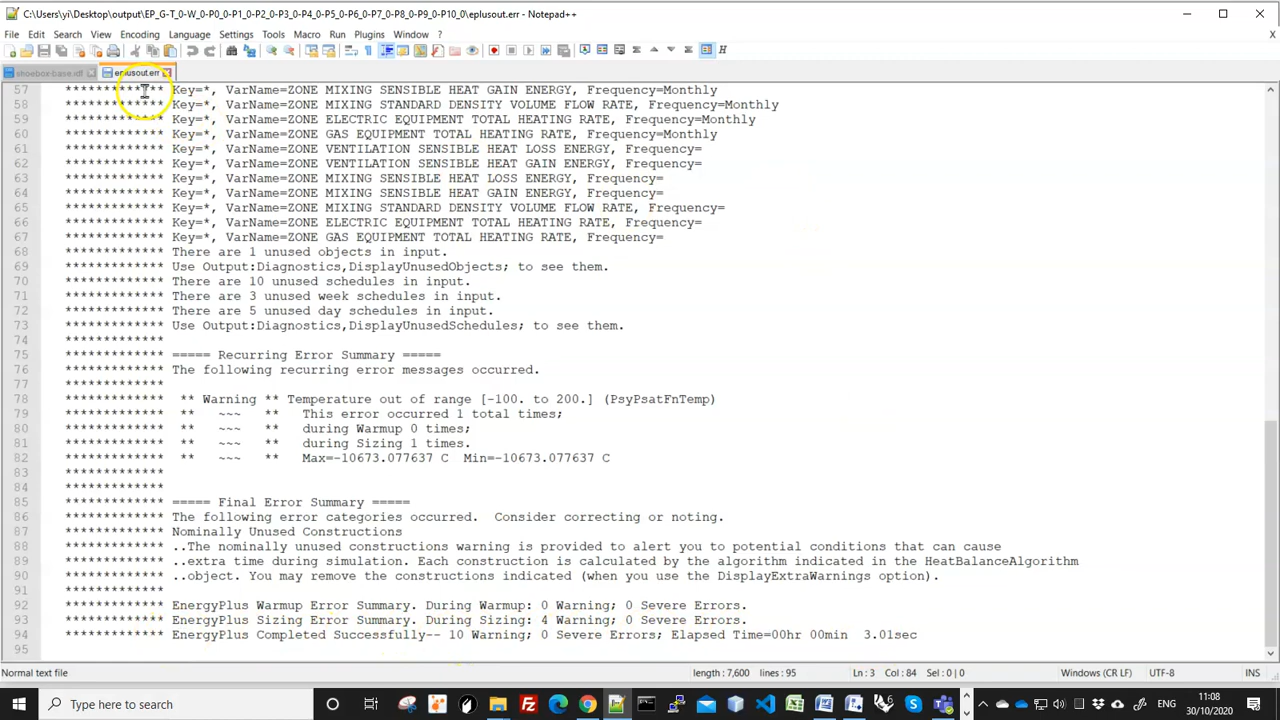 C:\Users\yi\Desktop\output\EP_G-T_0-W_0-P0_0-P1_0-P2_0-P3_0-P4_0-P5_0-P6_0-P7_0-P8_0-P9_0-P10_0\eplusout.err - Notepad++
File Edit Search View Encoding Language Settings Tools Macro Run Plugins Window ? X
shoebox-base.idf eplusout.err
57 ************* Key=*, VarName=ZONE MIXING SENSIBLE HEAT GAIN ENERGY, Frequency=Monthly
58 ************* Key=*, VarName=ZONE MIXING STANDARD DENSITY VOLUME FLOW RATE, Frequency=Monthly
59 ************* Key=*, VarName=ZONE ELECTRIC EQUIPMENT TOTAL HEATING RATE, Frequency=Monthly
60 ************* Key=*, VarName=ZONE GAS EQUIPMENT TOTAL HEATING RATE, Frequency=Monthly
61 ************* Key=*, VarName=ZONE VENTILATION SENSIBLE HEAT LOSS ENERGY, Frequency=
62 ************* Key=*, VarName=ZONE VENTILATION SENSIBLE HEAT GAIN ENERGY, Frequency=
63 ************* Key=*, VarName=ZONE MIXING SENSIBLE HEAT LOSS ENERGY, Frequency=
64 ************* Key=*, VarName=ZONE MIXING SENSIBLE HEAT GAIN ENERGY, Frequency=
65 ************* Key=*, VarName=ZONE MIXING STANDARD DENSITY VOLUME FLOW RATE, Frequency=
66 ************* Key=*, VarName=ZONE ELECTRIC EQUIPMENT TOTAL HEATING RATE, Frequency=
67 ************* Key=*, VarName=ZONE GAS EQUIPMENT TOTAL HEATING RATE, Frequency=
68 ************* There are 1 unused objects in input.
69 ************* Use Output:Diagnostics,DisplayUnusedObjects; to see them.
70 ************* There are 10 unused schedules in input.
71 ************* There are 3 unused week schedules in input.
72 ************* There are 5 unused day schedules in input.
73 ************* Use Output:Diagnostics,DisplayUnusedSchedules; to see them.
74 *************
75 ************* ===== Recurring Error Summary =====
76 ************* The following recurring error messages occurred.
77 *************
78 ************* ** Warning ** Temperature out of range [-100. to 200.] (PsyPsatFnTemp)
79 ************* ** ~~~ ** This error occurred 1 total times;
80 ************* ** ~~~ ** during Warmup 0 times;
81 ************* ** ~~~ ** during Sizing 1 times.
82 ************* ** ~~~ ** Max=-10673.077637 C Min=-10673.077637 C
83 *************
84 *************
85 ************* ===== Final Error Summary =====
86 ************* The following error categories occurred. Consider correcting or noting.
87 ************* Nominally Unused Constructions
88 ************* ..The nominally unused constructions warning is provided to alert you to potential conditions that can cause
89 ************* ..extra time during simulation. Each construction is calculated by the algorithm indicated in the HeatBalanceAlgorithm
90 ************* ..object. You may remove the constructions indicated (when you use the DisplayExtraWarnings option).
91 *************
92 ************* EnergyPlus Warmup Error Summary. During Warmup: 0 Warning; 0 Severe Errors.
93 ************* EnergyPlus Sizing Error Summary. During Sizing: 4 Warning; 0 Severe Errors.
94 ************* EnergyPlus Completed Successfully-- 10 Warning; 0 Severe Errors; Elapsed Time=00hr 00min 3.01sec
95
Normal text file length : 7,600 lines : 95 Ln : 3 Col : 84 Sel : 0 | 0 Windows (CR LF) UTF-8 INS
Type here to search ENG 11:08
30/10/2020